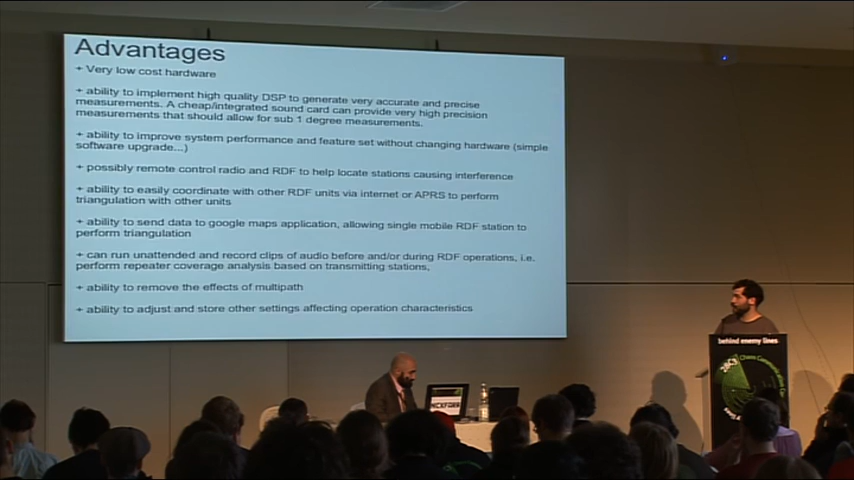 Advantages
+ Very low cost hardware
+ ability to implement high quality DSP to generate very accurate and precise
measurements. A cheap/integrated sound card can provide very high precision
measurements that should allow for sub 1 degree measurements.
+ ability to improve system performance and feature set without changing hardware (simple
software upgrade...)
+ possibly remote control radio and RDF to help locate stations causing interference
+ ability to easily coordinate with other RDF units via internet or APRS to perform
triangulation with other units
+ ability to send data to google maps application, allowing single mobile RDF station to
perform triangulation
+ can run unattended and record clips of audio before and/or during RDF operations, i.e.
perform repeater coverage analysis based on transmitting stations,
+ ability to remove the effects of multipath
+ ability to adjust and store other settings affecting operation characteristics
behind enemy lines